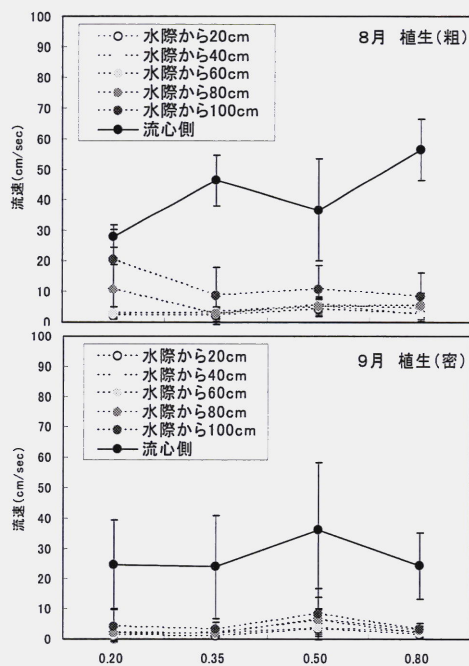 100
90
80
70
60
50
40
30
20
10
0
流速(cm/sec)
水際から20cm
水際から40cm
水際から60cm
水際から80cm
水際から100cm
流心側
8月 植生(粗)
100
90
80
70
60
50
40
30
20
10
0
流速(cm/sec)
水際から20cm
水際から40cm
水際から60cm
水際から80cm
水際から100cm
流心側
9月 植生(密)
0.20 0.35 0.50 0.80